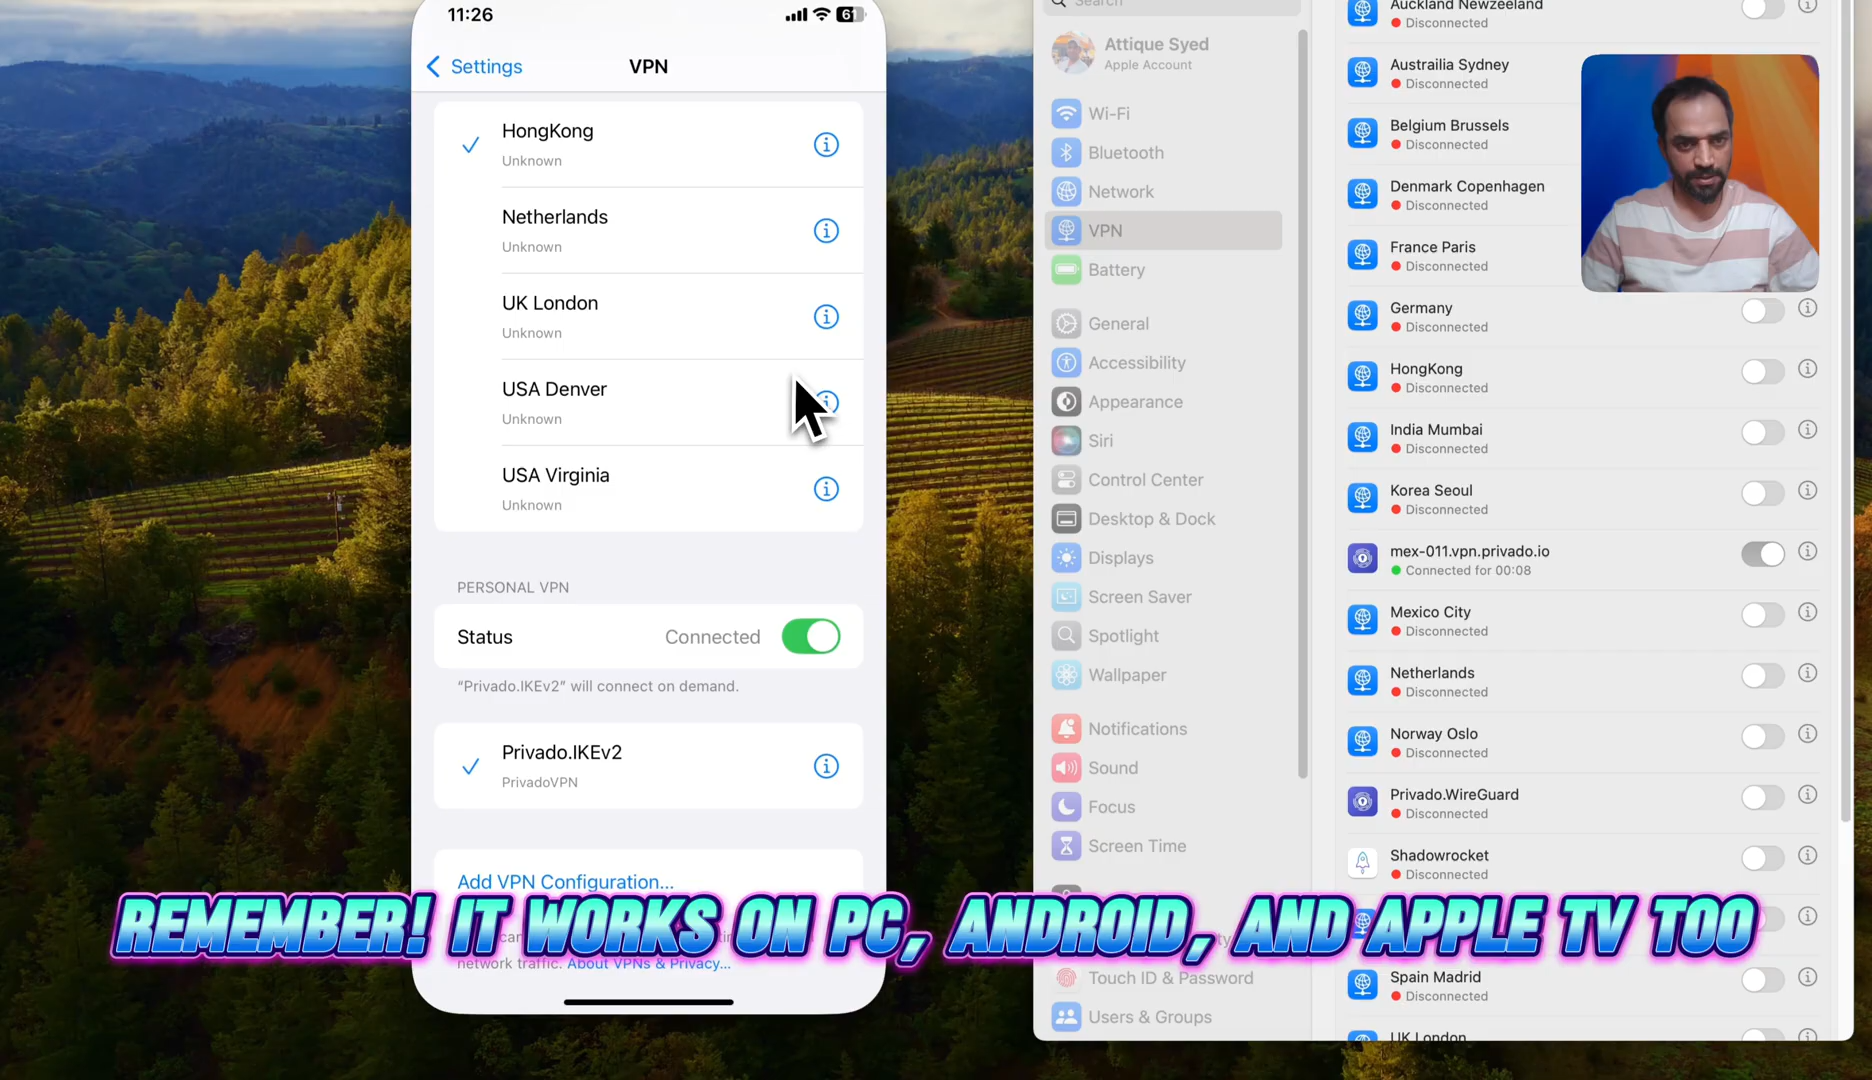 11:26
61
Settings
VPN
HongKong
Unknown
Netherlands
Unknown
UK London
Unknown
USA Denver
Unknown
USA Virginia
Unknown
PERSONAL VPN
Status
Connected
“Privado.IKEv2” will connect on demand.
Privado.IKEv2
PrivadoVPN
Add VPN Configuration...
network traffic. About VPNs & Privacy...
Search
Attique Syed
Apple Account
Wi-Fi
Bluetooth
Network
VPN
Battery
General
Accessibility
Appearance
Siri
Control Center
Desktop & Dock
Displays
Screen Saver
Spotlight
Wallpaper
Notifications
Sound
Focus
Screen Time
Touch ID & Password
Users & Groups
Auckland Newzeeland
Disconnected
Austrailia Sydney
Disconnected
Belgium Brussels
Disconnected
Denmark Copenhagen
Disconnected
France Paris
Disconnected
Germany
Disconnected
HongKong
Disconnected
India Mumbai
Disconnected
Korea Seoul
Disconnected
mex-011.vpn.privado.io
Connected for 00:08
Mexico City
Disconnected
Netherlands
Disconnected
Norway Oslo
Disconnected
Privado.WireGuard
Disconnected
Shadowrocket
Disconnected
Spain Madrid
Disconnected
UK London
REMEMBER! IT WORKS ON PC, ANDROID, AND APPLE TV TOO